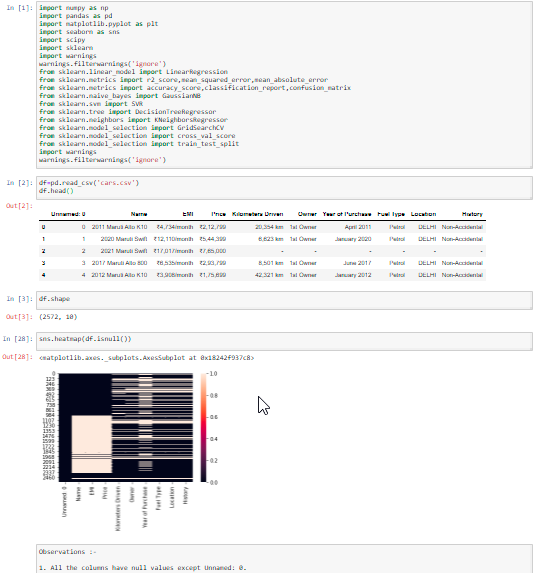 In [1]: import numpy as np
import pandas as pd
import matplotlib.pyplot as plt
import seaborn as sns
import scipy
import sklearn
import warnings
warnings.filterwarnings('ignore')
from sklearn.linear_model import LinearRegression
from sklearn.metrics import r2_score,mean_squared_error,mean_absolute_error
from sklearn.metrics import accuracy_score,classification_report,confusion_matrix
from sklearn.naive_bayes import GaussianNB
from sklearn.svm import SVR
from sklearn.tree import DecisionTreeRegressor
from sklearn.neighbors import KNeighborsRegressor
from sklearn.model_selection import GridSearchCV
from sklearn.model_selection import cross_val_score
from sklearn.model_selection import train_test_split
import warnings
warnings.filterwarnings('ignore')
In [2]: df=pd.read_csv('cars.csv')
df.head()
Out[2]:
Unnamed: 0 Name EMI Price Kilometers Driven Owner Year of Purchase Fuel Type Location History
0 0 2011 Maruti Alto K10 ₹4,734/month ₹2,12,799 20,354 km 1st Owner April 2011 Petrol DELHI Non-Accidental
1 1 2020 Maruti Swift ₹12,110/month ₹5,44,399 6,623 km 1st Owner January 2020 Petrol DELHI Non-Accidental
2 2 2021 Maruti Swift ₹17,017/month ₹7,65,000 - - - - - -
3 3 2017 Maruti Alto 800 ₹6,535/month ₹2,93,799 8,501 km 1st Owner June 2017 Petrol DELHI Non-Accidental
4 4 2012 Maruti Alto K10 ₹3,908/month ₹1,75,699 42,321 km 1st Owner January 2012 Petrol DELHI Non-Accidental
In [3]: df.shape
Out[3]: (2572, 10)
In [28]: sns.heatmap(df.isnull())
Out[28]: <matplotlib.axes._subplots.AxesSubplot at 0x18242f937c8>
0
123
246
369
492
615
738
861
984
1107
1230
1353
1476
1599
1722
1845
1968
2091
2214
2337
2460
1.0
0.8
0.6
0.4
0.2
0.0
Unnamed: 0
Name
EMI
Price
Kilometers Driven
Owner
Year of Purchase
Fuel Type
Location
History
Observations :-
1. All the columns have null values except Unnamed: 0.